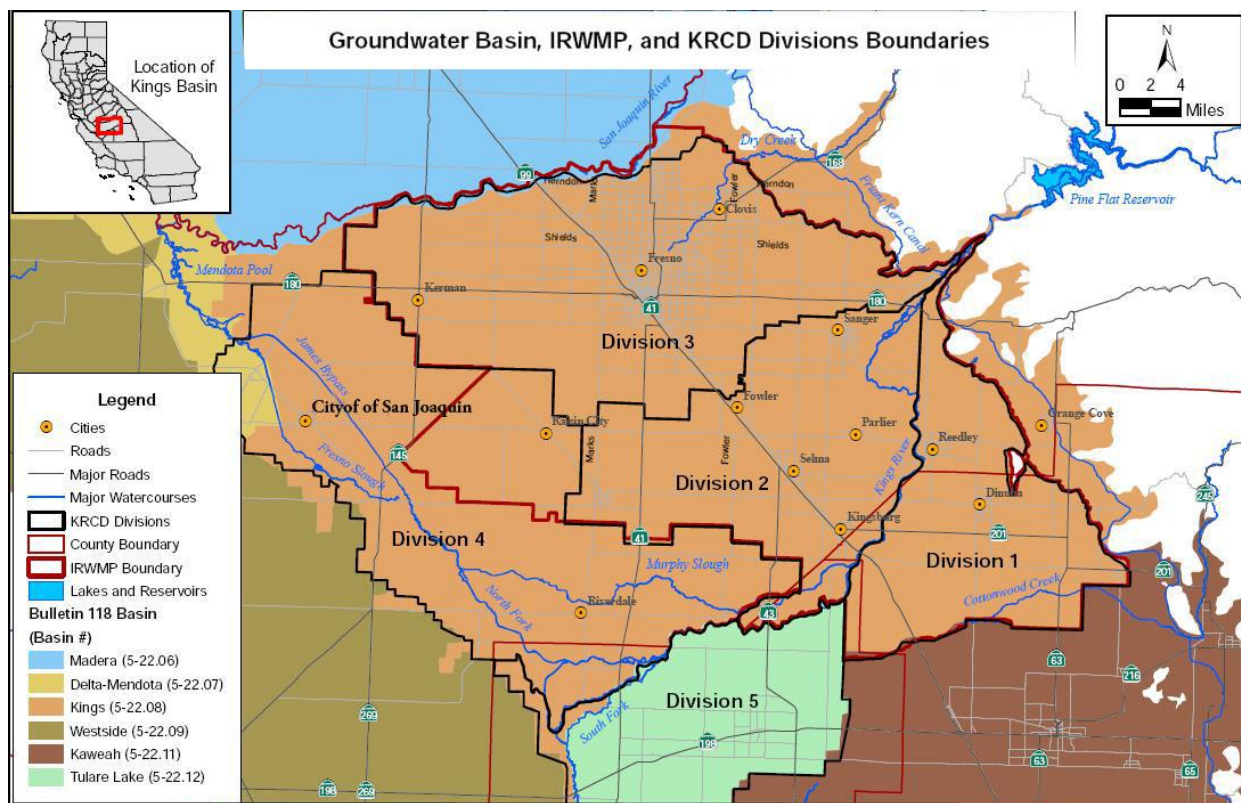 Groundwater Basin, IRWMP, and KRCD Divisions Boundaries
Location of
Kings Basin
N
0 2 4
Miles
San Joaquin River
Dry Creek
168
99
Herndon
Marks
Fowler
Herndon
Clovis
Friant Kern Canal
Pine Flat Reservoir
Shields
Shields
Mendota Pool
Fresno
180
Kerman
41
180
Sanger
Division 3
James Bypass
Fowler
Cityof of San Joaquin
Raisin City
Marks
Fowler
Parlier
Reedley
Orange Cove
145
Fresno Slough
Selma
Kings River
Division 2
Dinuba
245
Kingsburg
201
Division 4
41
Division 1
Murphy Slough
201
Cottonwood Creek
North Fork
Riverdale
43
63
216
Division 5
269
South Fork
198
63
65
198
269
Legend
Cities
Roads
Major Roads
Major Watercourses
KRCD Divisions
County Boundary
IRWMP Boundary
Lakes and Reservoirs
Bulletin 118 Basin
(Basin #)
Madera (5-22.06)
Delta-Mendota (5-22.07)
Kings (5-22.08)
Westside (5-22.09)
Kaweah (5-22.11)
Tulare Lake (5-22.12)